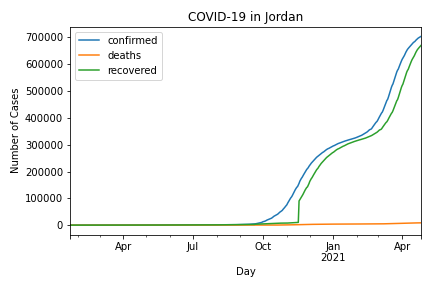 COVID-19 in Jordan
confirmed
deaths
recovered
Number of Cases
700000
600000
500000
400000
300000
200000
100000
0
Apr
Jul
Oct
Jan
2021
Apr
Day